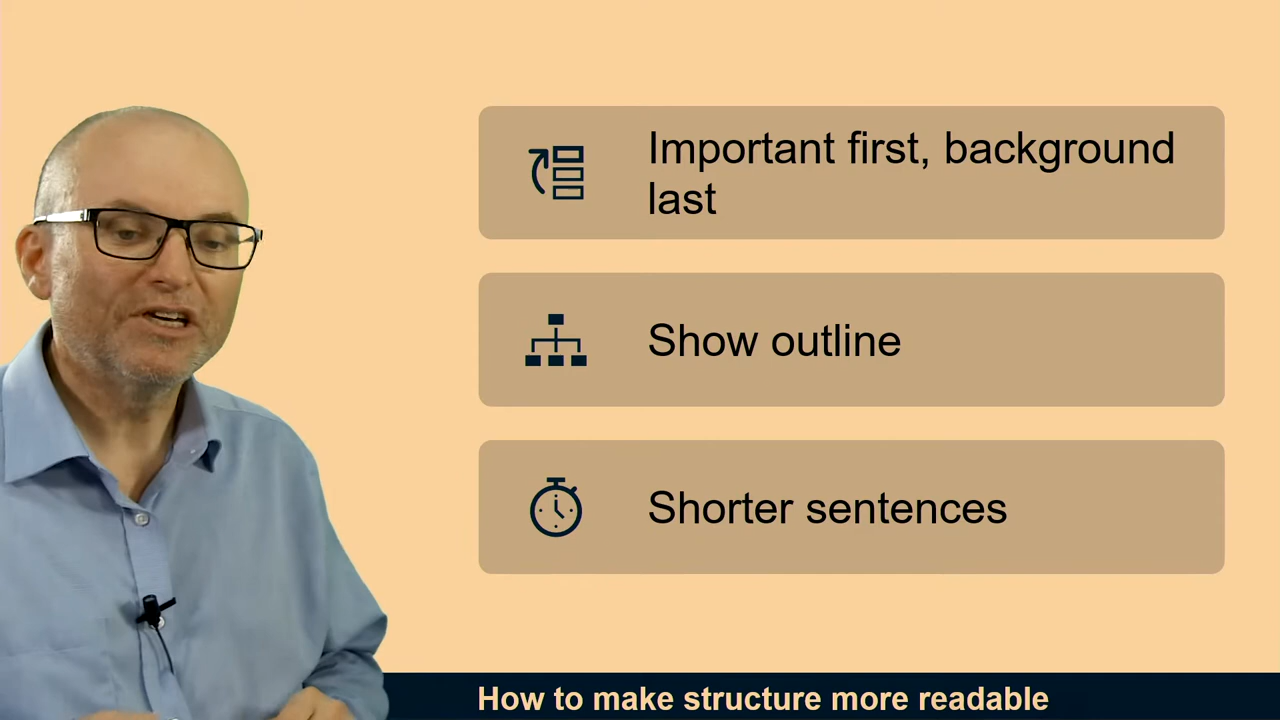 Important first, background
last
Show outline
Shorter sentences
How to make structure more readable